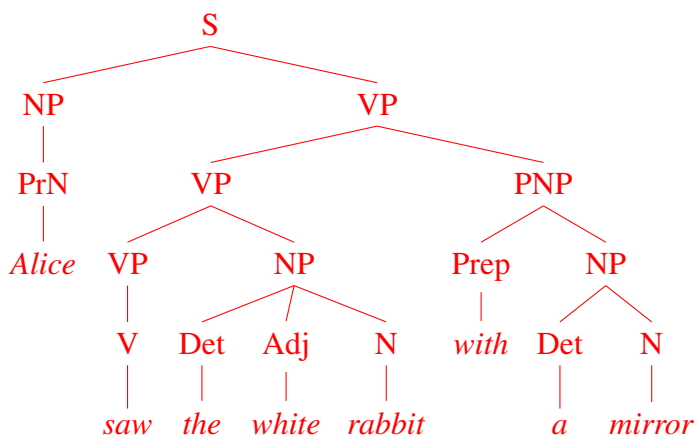 S
NP VP
PrN VP PNP
Alice VP NP Prep NP
V Det Adj N with Det N
saw the white rabbit a mirror